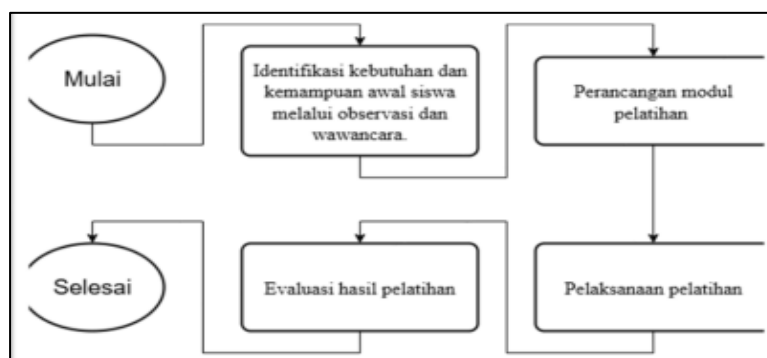 Mulai
Identifikasi kebutuhan dan
kemampuan awal siswa
melalui observasi dan
wawancara.
Perancangan modul
pelatihan
Selesai
Evaluasi hasil pelatihan
Pelaksanaan pelatihan